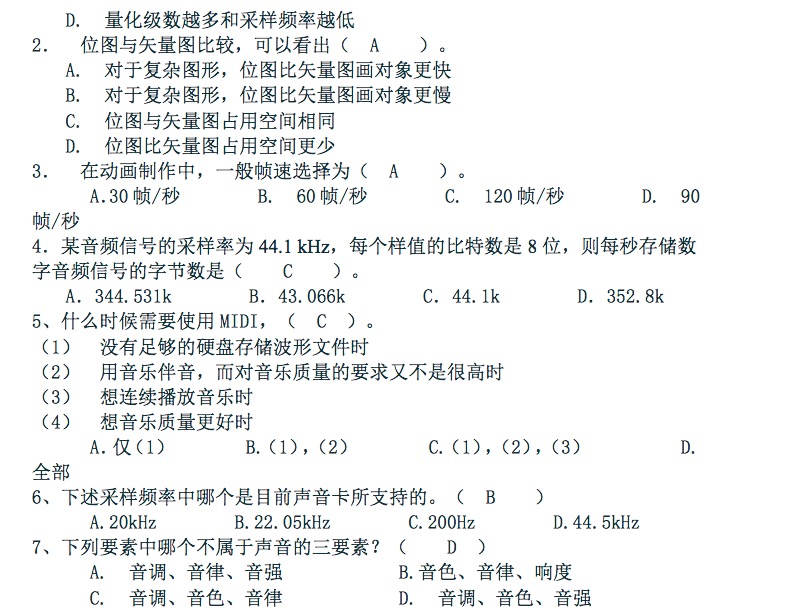 D. 量化级数越多和采样频率越低
2. 位图与矢量图比较，可以看出（ A ）。
A. 对于复杂图形，位图比矢量图画对象更快
B. 对于复杂图形，位图比矢量图画对象更慢
C. 位图与矢量图占用空间相同
D. 位图比矢量图占用空间更少
3. 在动画制作中，一般帧速选择为（ A ）。
A.30 帧/秒 B. 60 帧/秒 C. 120 帧/秒 D. 90
帧/秒
4．某音频信号的采样率为 44.1 kHz，每个样值的比特数是 8 位，则每秒存储数
字音频信号的字节数是（ C ）。
A．344.531k B．43.066k C．44.1k D．352.8k
5、什么时候需要使用 MIDI，（ C ）。
（1） 没有足够的硬盘存储波形文件时
（2） 用音乐伴音，而对音乐质量的要求又不是很高时
（3） 想连续播放音乐时
（4） 想音乐质量更好时
A．仅（1） B.（1），（2） C.（1），（2），（3） D.
全部
6、下述采样频率中哪个是目前声音卡所支持的。（ B ）
A.20kHz B.22.05kHz C.200Hz D.44.5kHz
7、下列要素中哪个不属于声音的三要素？（ D ）
A. 音调、音律、音强 B.音色、音律、响度
C. 音调、音色、音律 D. 音调、音色、音强